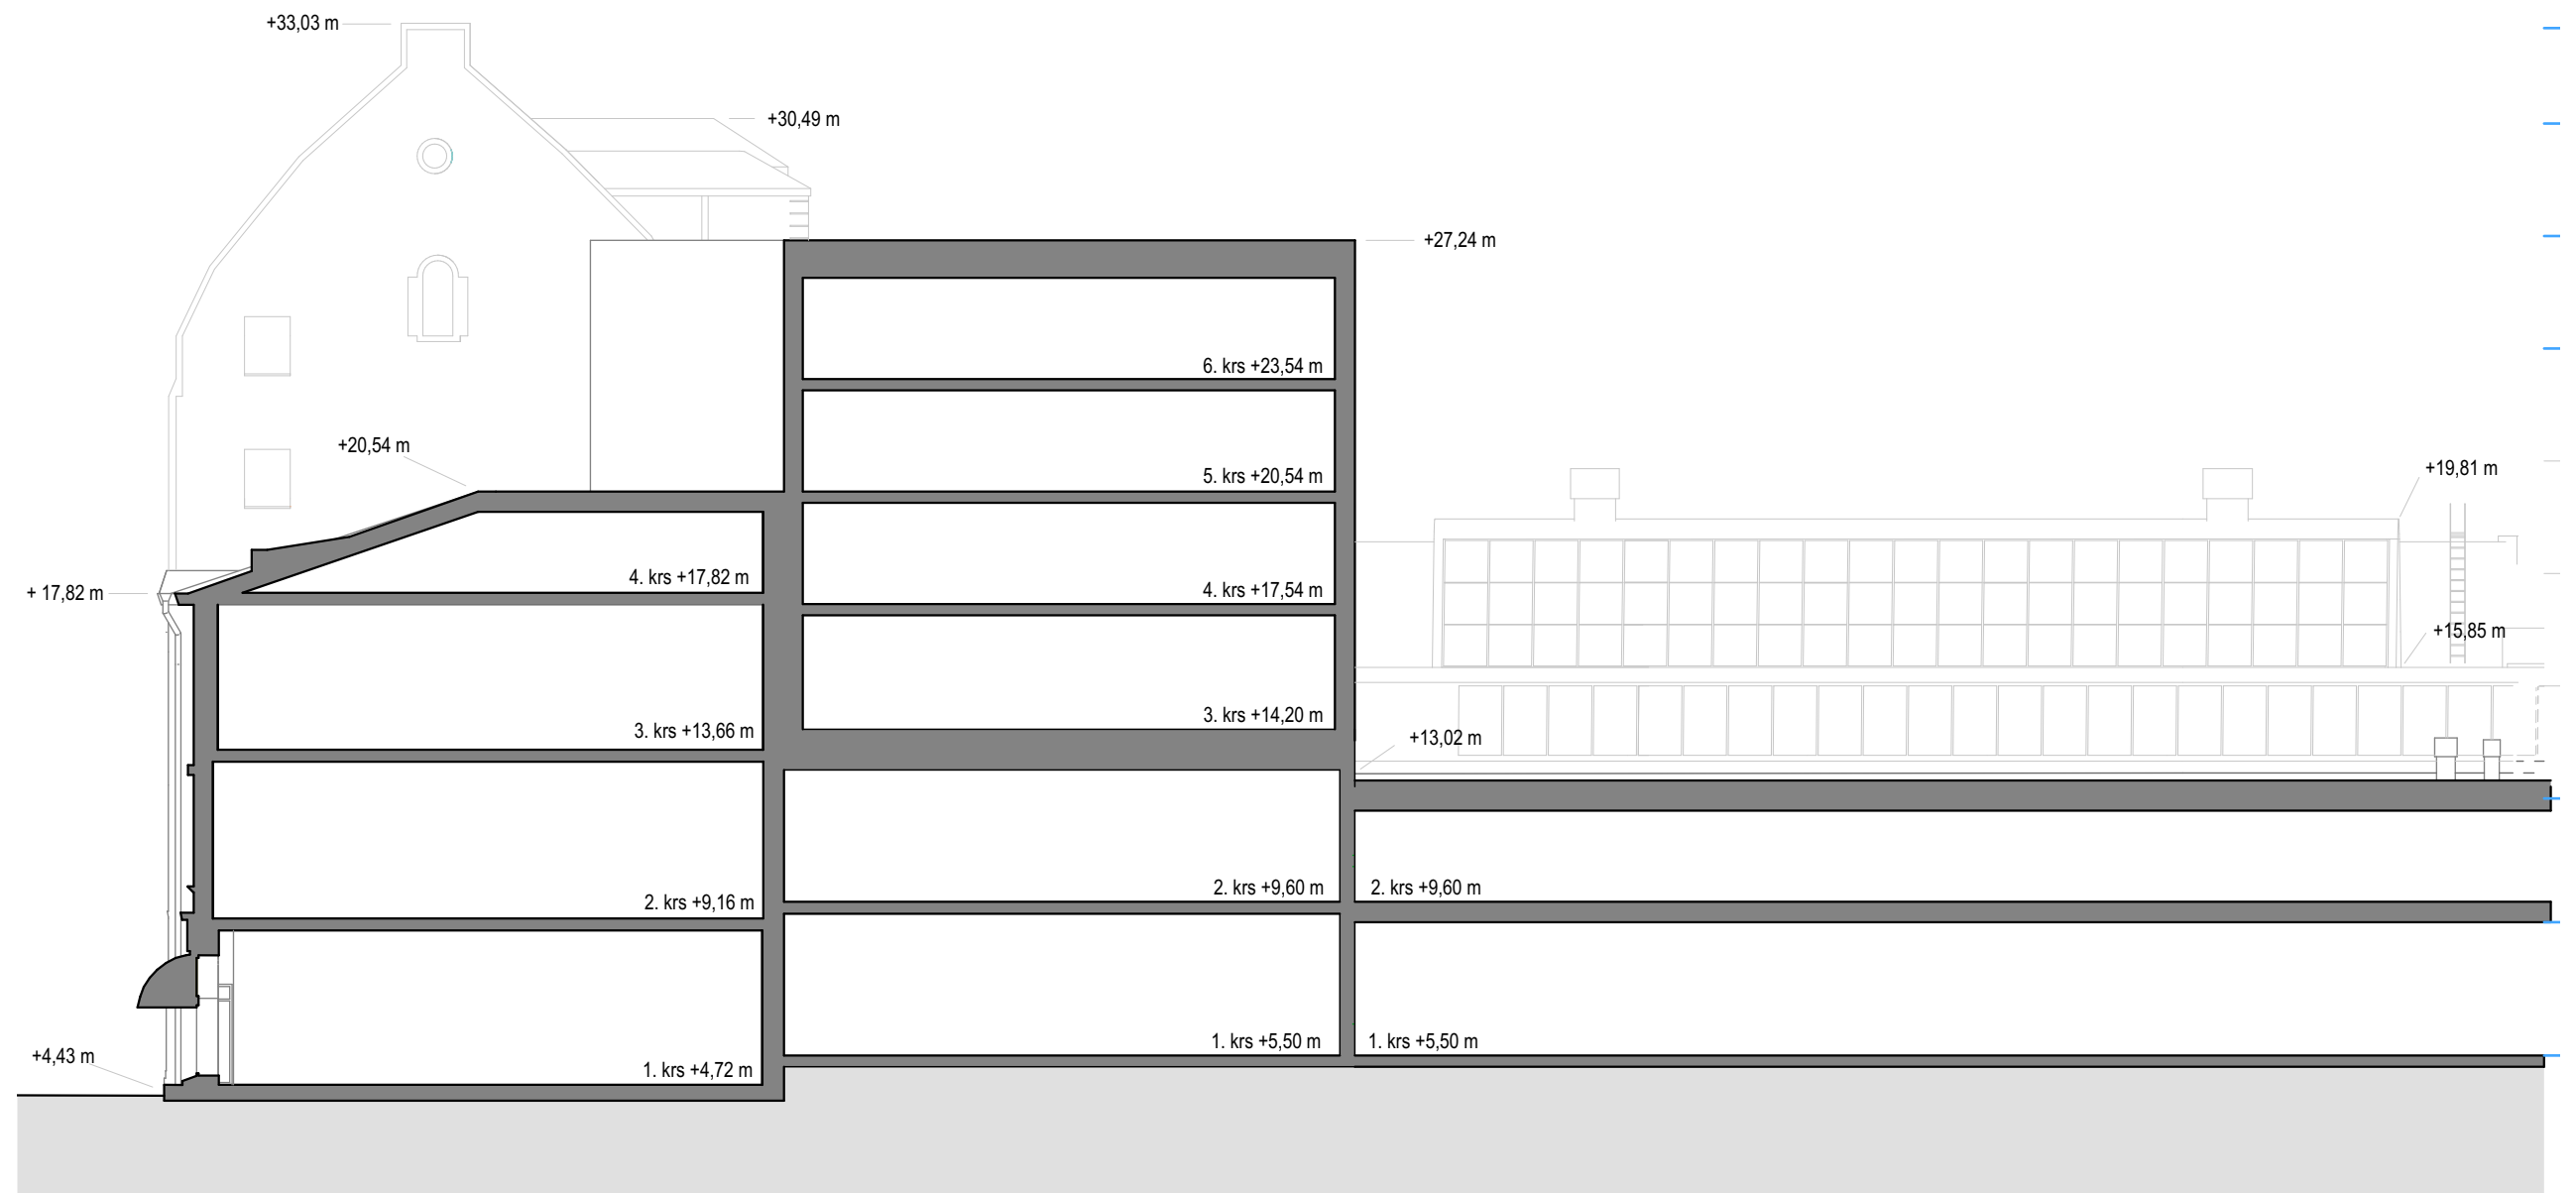 +33,03 m
+30,49 m
+27,24 m
6. krs +23,54 m
+20,54 m
5. krs +20,54 m
+19,81 m
4. krs +17,82 m
4. krs +17,54 m
+ 17,82 m
+15,85 m
3. krs +13,66 m
3. krs +14,20 m
+13,02 m
2. krs +9,16 m
2. krs +9,60 m
2. krs +9,60 m
+4,43 m
1. krs +4,72 m
1. krs +5,50 m
1. krs +5,50 m